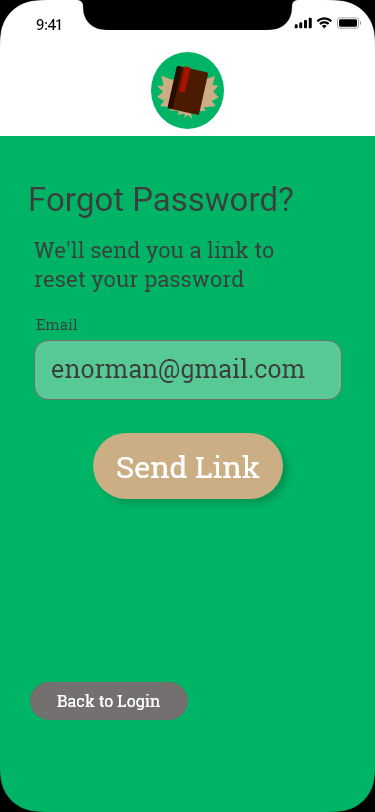 9:41
Forgot Password?
We'll send you a link to
reset your password
Email
enorman@gmail.com
Send Link
Back to Login